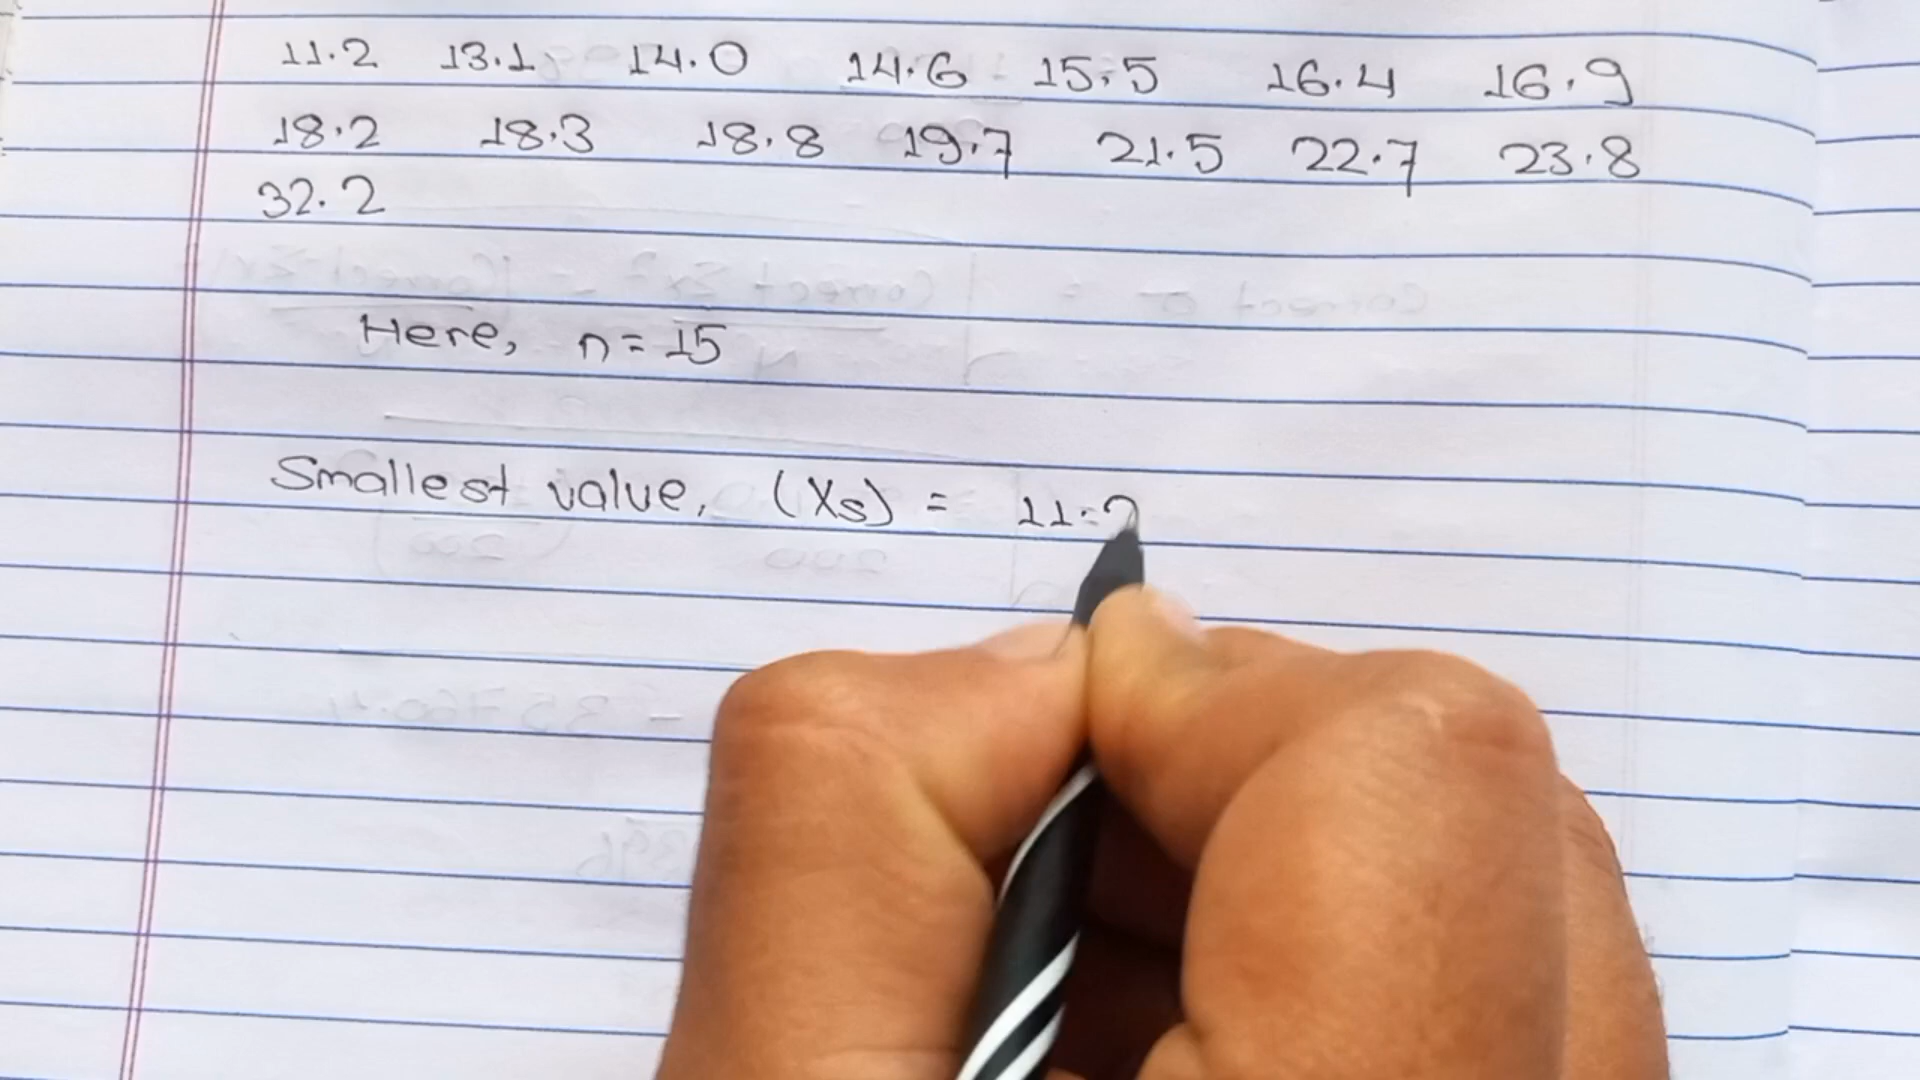 11.2 13.1 14.0 14.6 15.5 16.4 16.9
18.2 18.3 18.8 19.7 21.5 22.7 23.8
32.2
Here, n = 15
Smallest value, (Xs) = 11.2